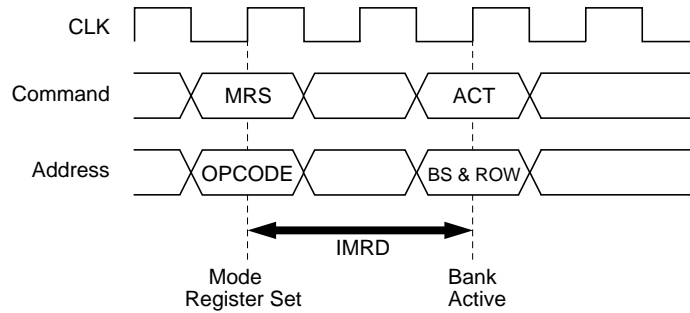 CLK
Command
MRS
ACT
Address
OPCODE
BS & ROW
IMRD
Mode
Register Set
Bank
Active